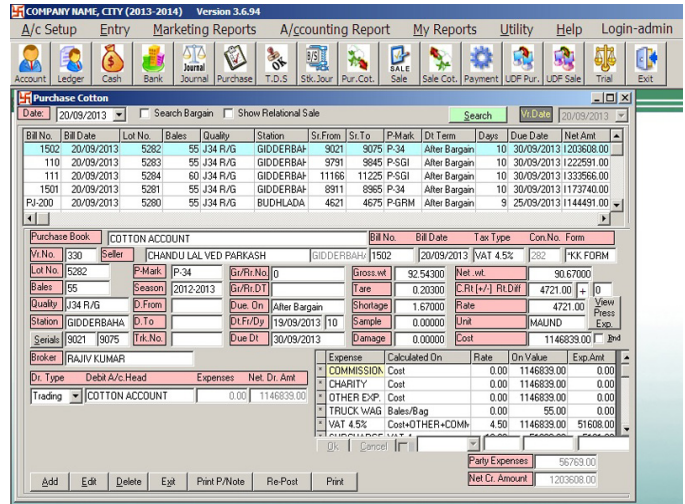 COMPANY NAME, CITY (2013-2014) Version 3.6.94
A/c Setup Entry Marketing Reports A/ccounting Report My Reports Utility Help Login-admin
Account Ledger Cash Bank Journal Journal Purchase T.D.S Stk.Jour Pur.Cot. SALE Sale Sale Cot. Payment UDF Pur. UDF Sale Trial Exit
Purchase Cotton
Date: 20/09/2013 Search Bargain Show Relational Sale Search Vr.Date 20/09/2013
Bill No. Bill Date Lot No. Bales Quality Station Sr.From Sr.To P-Mark Dt Term Days Due Date Net Amt
1502 20/09/2013 5282 55 J34 R/G GIDDERBAH 9021 9075 P-34 After Bargain 10 30/09/2013 1203608.00
110 20/09/2013 5283 55 J34 R/G GIDDERBAH 9791 9845 P-SGI After Bargain 10 30/09/2013 1222591.00
111 20/09/2013 5284 60 J34 R/G GIDDERBAH 11166 11225 P-SGI After Bargain 10 30/09/2013 1333566.00
1501 20/09/2013 5281 55 J34 R/G GIDDERBAH 8911 8965 P-34 After Bargain 10 30/09/2013 1173740.00
PJ-200 20/09/2013 5280 55 J34 R/G BUDHLADA 4621 4675 P-GRM After Bargain 9 25/09/2013 1144491.00
Purchase Book COTTON ACCOUNT Bill No. Bill Date Tax Type Con.No. Form
Vr.No. 330 Seller CHANDU LAL VED PARKASH GIDDERBAH/ 1502 20/09/2013 VAT 4.5% 282 "KK FORM
Lot No. 5282 P-Mark P-34 Gr/Rr.No. 0 Gross.wt 92.54300 Net .wt. 90.67000
Bales 55 Season 2012-2013 Gr/Rr.DT Tare 0.20300 C.Rt [+/-] Rt.Diff 4721.00 + 0
Quality J34 R/G D.From Due. On After Bargain Shortage 1.67000 Rate 4721.00 View Press Exp.
Station GIDDERBAHA D.To Dt.Fr/Dy 19/09/2013 10 Sample 0.00000 Unit MAUND
Serials 9021 9075 Trk.No. Due Dt 30/09/2013 Damage 0.00000 Cost 1146839.00 Bnd
Broker RAJIV KUMAR Expense Calculated On Rate On Value Exp.Amt
* COMMISSION Cost 0.00 1146839.00 0.00
Dr. Type Debit A/c.Head Expenses Net. Dr. Amt * CHARITY Cost 0.00 1146839.00 0.00
Trading COTTON ACCOUNT 0.00 1146839.00 * OTHER EXP. Cost 0.00 1146839.00 0.00
* TRUCK WAG Bales/Bag 0.00 55.00 0.00
* VAT 4.5% Cost+OTHER+COMM 4.50 1146839.00 51608.00
Ok Cancel
Party Expenses 56769.00
Add Edit Delete Exit Print P/Note Re-Post Print Net Cr. Amount 1203608.00